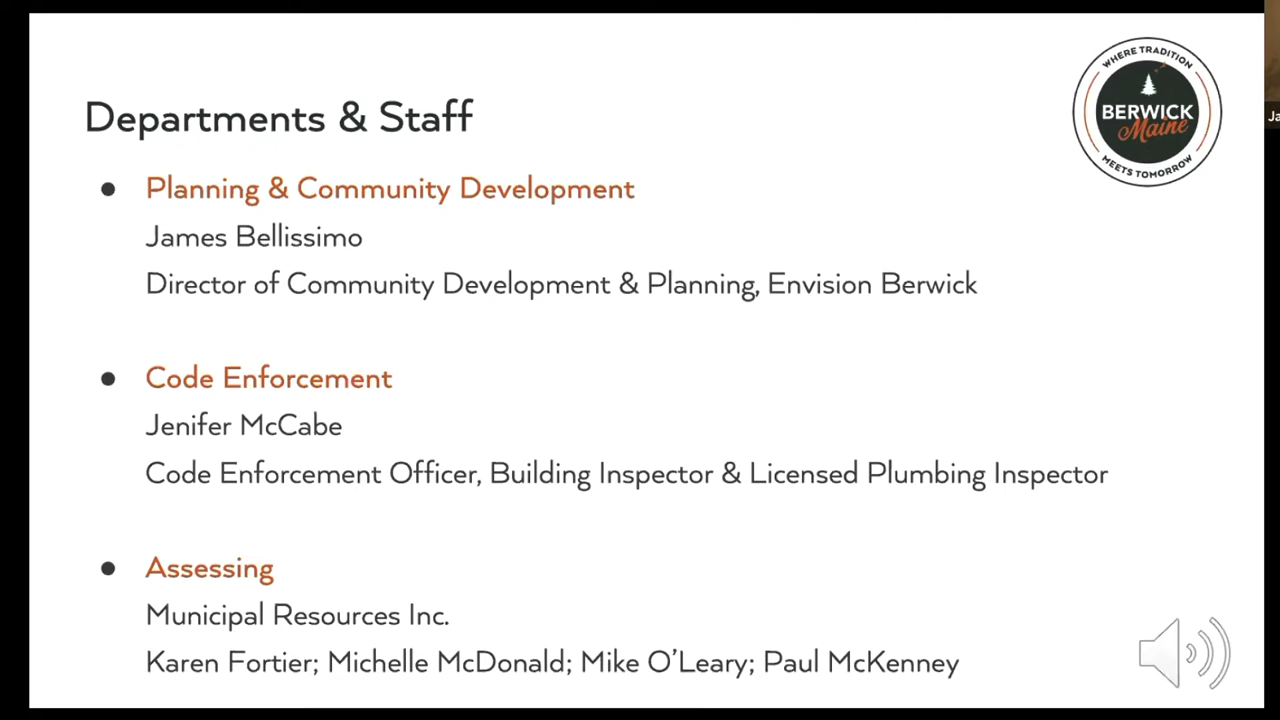 WHERE TRADITION
BERWICK
Maine
MEETS TOMORROW
Departments & Staff
● Planning & Community Development
James Bellissimo
Director of Community Development & Planning, Envision Berwick
● Code Enforcement
Jenifer McCabe
Code Enforcement Officer, Building Inspector & Licensed Plumbing Inspector
● Assessing
Municipal Resources Inc.
Karen Fortier; Michelle McDonald; Mike O'Leary; Paul McKenney
Ja